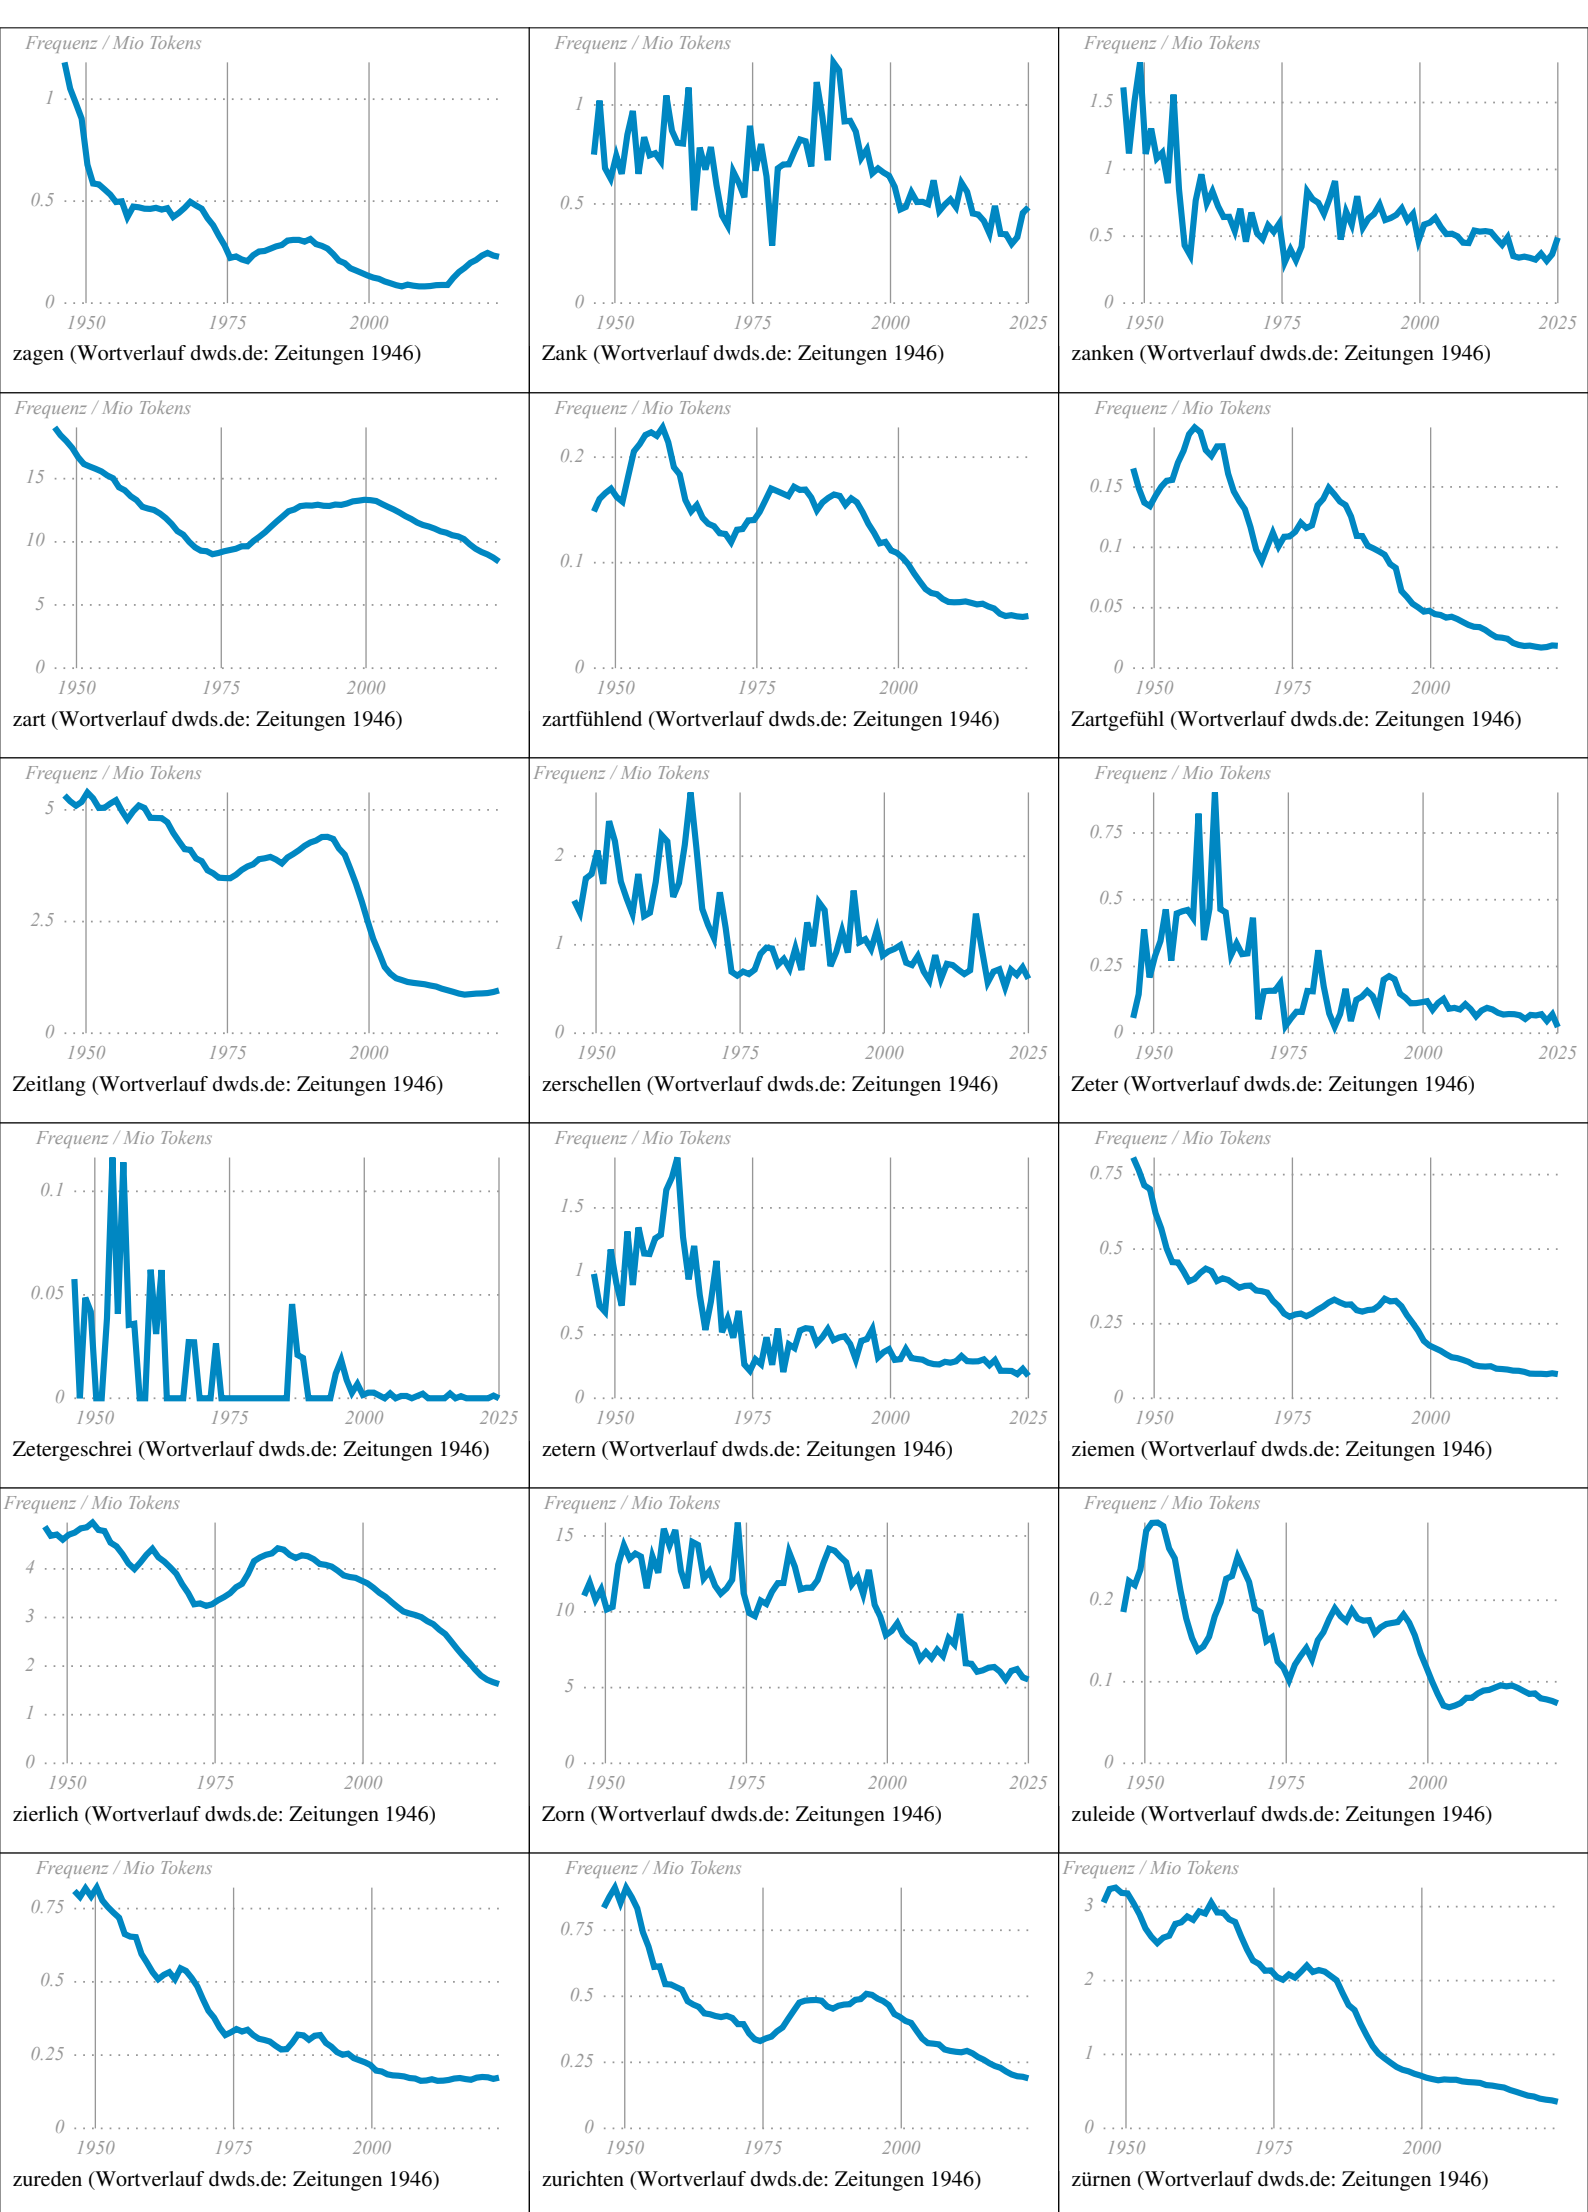 Frequenz / Mio Tokens
1
0.5
0
1950 1975 2000
zagen (Wortverlauf dwds.de: Zeitungen 1946)
Frequenz / Mio Tokens
1
0.5
0
1950 1975 2000 2025
Zank (Wortverlauf dwds.de: Zeitungen 1946)
Frequenz / Mio Tokens
1.5
1
0.5
0
1950 1975 2000 2025
zanken (Wortverlauf dwds.de: Zeitungen 1946)
Frequenz / Mio Tokens
15
10
5
0
1950 1975 2000
zart (Wortverlauf dwds.de: Zeitungen 1946)
Frequenz / Mio Tokens
0.2
0.1
0
1950 1975 2000
zartfühlend (Wortverlauf dwds.de: Zeitungen 1946)
Frequenz / Mio Tokens
0.15
0.1
0.05
0
1950 1975 2000
Zartgefühl (Wortverlauf dwds.de: Zeitungen 1946)
Frequenz / Mio Tokens
5
2.5
0
1950 1975 2000
Zeitlang (Wortverlauf dwds.de: Zeitungen 1946)
Frequenz / Mio Tokens
2
1
0
1950 1975 2000 2025
zerschellen (Wortverlauf dwds.de: Zeitungen 1946)
Frequenz / Mio Tokens
0.75
0.5
0.25
0
1950 1975 2000 2025
Zeter (Wortverlauf dwds.de: Zeitungen 1946)
Frequenz / Mio Tokens
0.1
0.05
0
1950 1975 2000 2025
Zetergeschrei (Wortverlauf dwds.de: Zeitungen 1946)
Frequenz / Mio Tokens
1.5
1
0.5
0
1950 1975 2000 2025
zetern (Wortverlauf dwds.de: Zeitungen 1946)
Frequenz / Mio Tokens
0.75
0.5
0.25
0
1950 1975 2000
ziemen (Wortverlauf dwds.de: Zeitungen 1946)
Frequenz / Mio Tokens
4
3
2
1
0
1950 1975 2000
zierlich (Wortverlauf dwds.de: Zeitungen 1946)
Frequenz / Mio Tokens
15
10
5
0
1950 1975 2000 2025
Zorn (Wortverlauf dwds.de: Zeitungen 1946)
Frequenz / Mio Tokens
0.2
0.1
0
1950 1975 2000
zuleide (Wortverlauf dwds.de: Zeitungen 1946)
Frequenz / Mio Tokens
0.75
0.5
0.25
0
1950 1975 2000
zureden (Wortverlauf dwds.de: Zeitungen 1946)
Frequenz / Mio Tokens
0.75
0.5
0.25
0
1950 1975 2000
zurichten (Wortverlauf dwds.de: Zeitungen 1946)
Frequenz / Mio Tokens
3
2
1
0
1950 1975 2000
zürnen (Wortverlauf dwds.de: Zeitungen 1946)